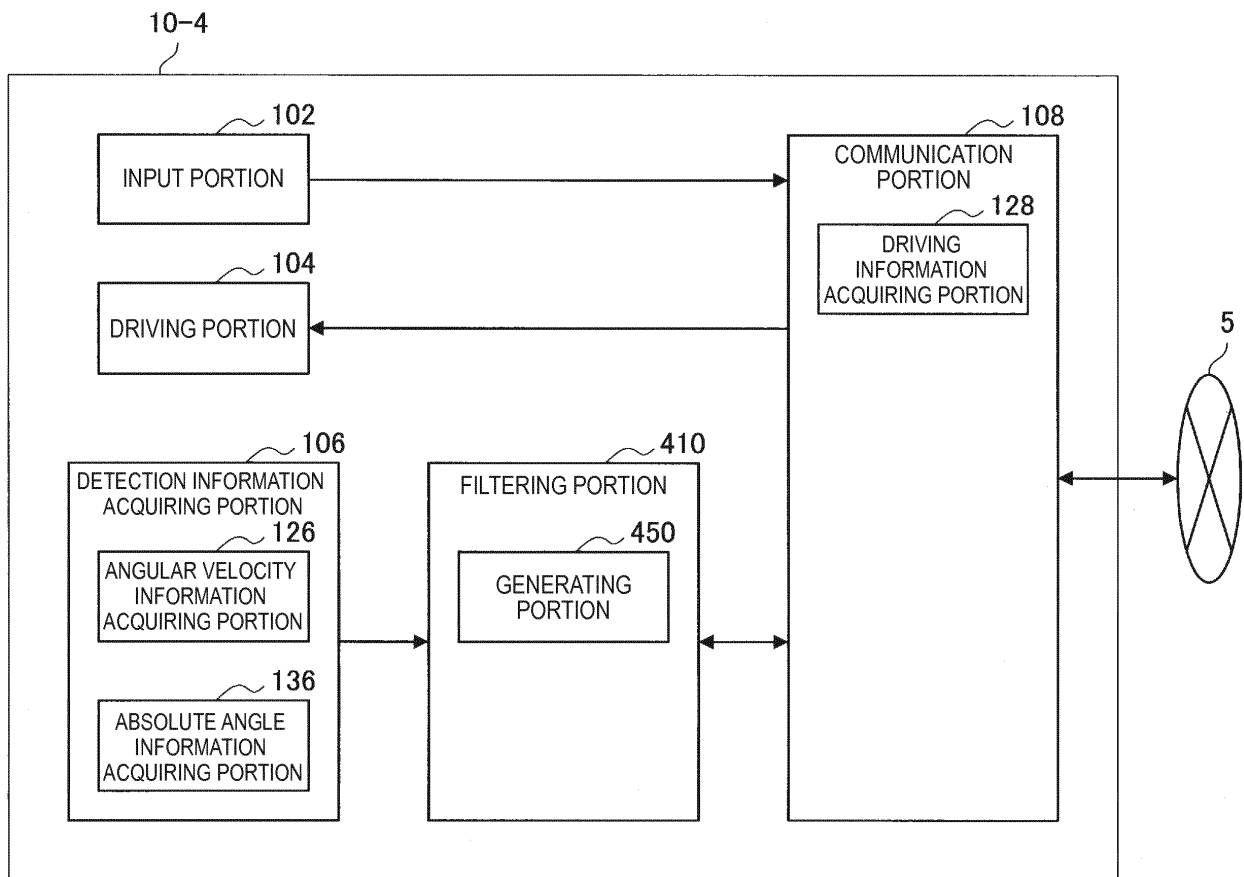 10-4
102
INPUT PORTION
108
COMMUNICATION
PORTION
128
DRIVING
INFORMATION
ACQUIRING PORTION
104
DRIVING PORTION
5
106
DETECTION INFORMATION
ACQUIRING PORTION
126
ANGULAR VELOCITY
INFORMATION
ACQUIRING PORTION
136
ABSOLUTE ANGLE
INFORMATION
ACQUIRING PORTION
410
FILTERING PORTION
450
GENERATING
PORTION